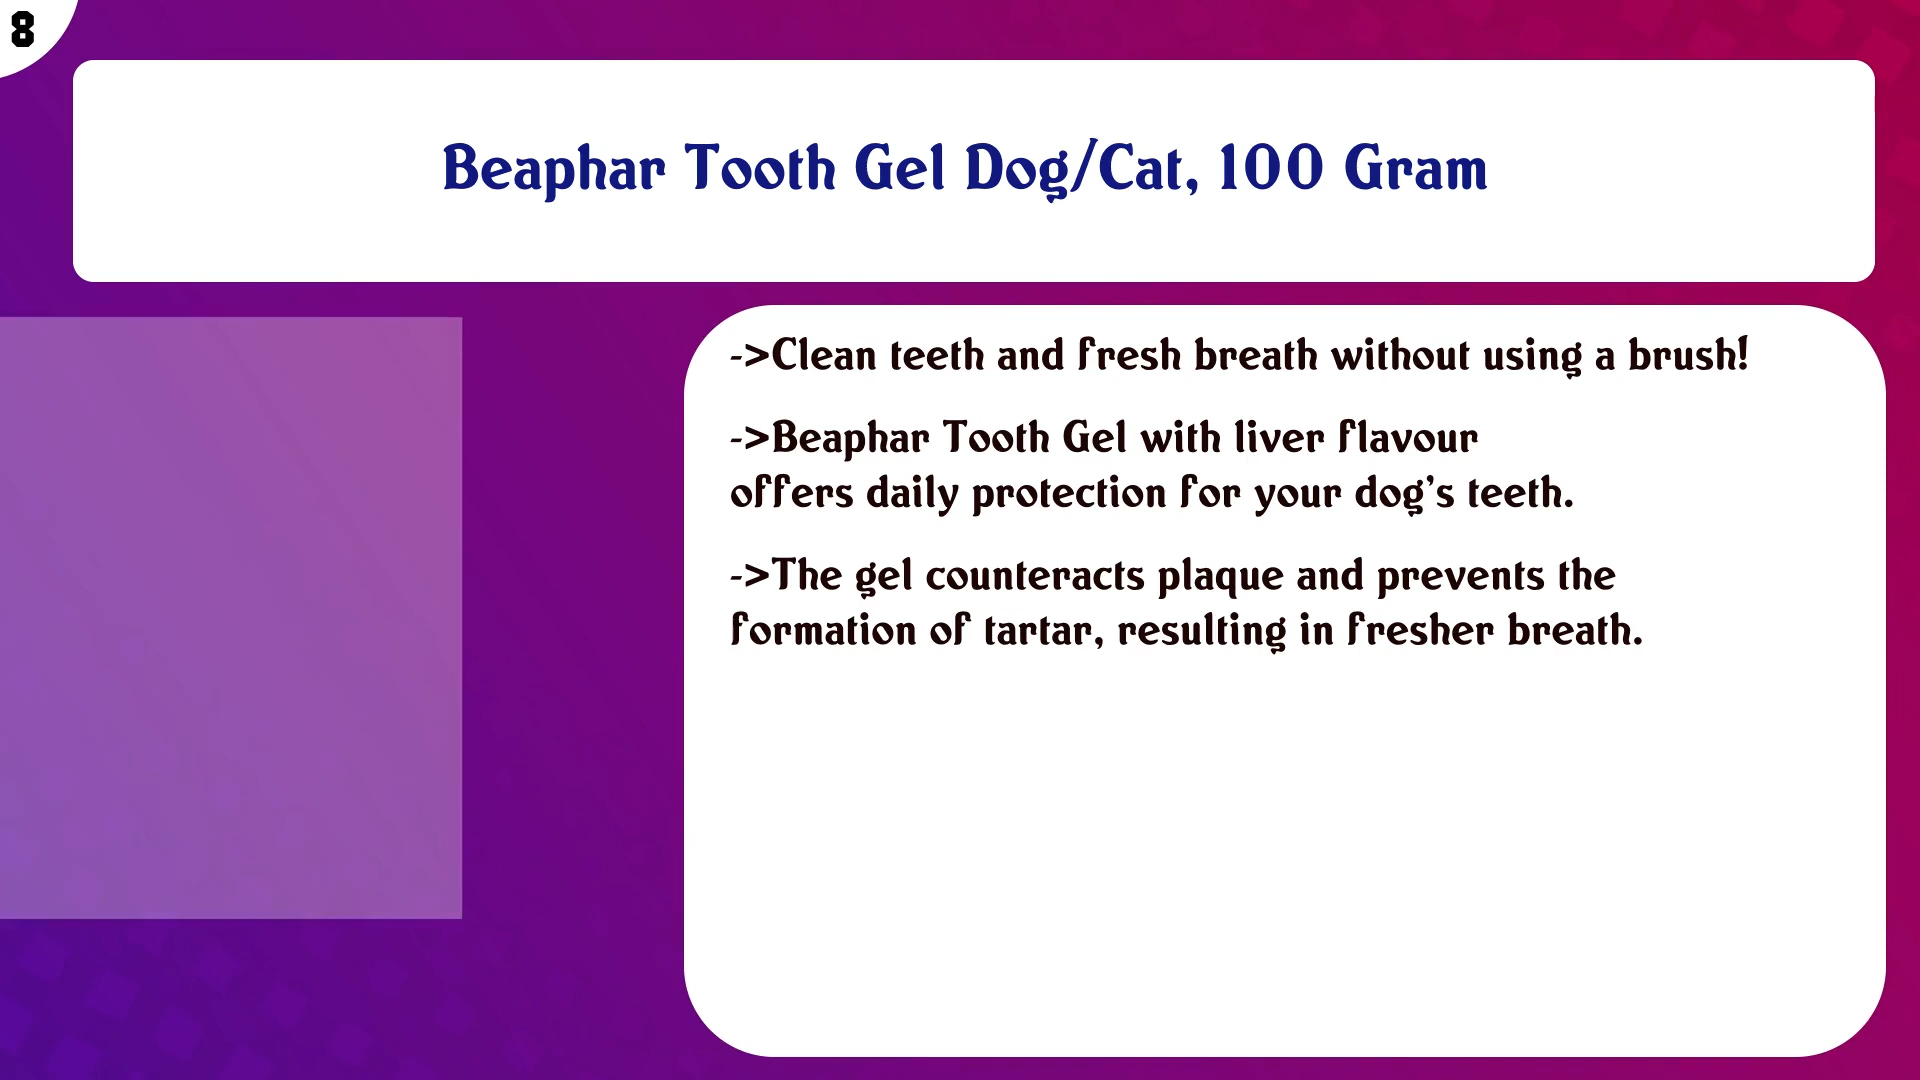 8
Beaphar Tooth Gel Dog/Cat, 100 Gram
->Clean teeth and fresh breath without using a brush!
->Beaphar Tooth Gel with liver flavour
offers daily protection for your dog's teeth.
->The gel counteracts plaque and prevents the
formation of tartar, resulting in fresher breath.